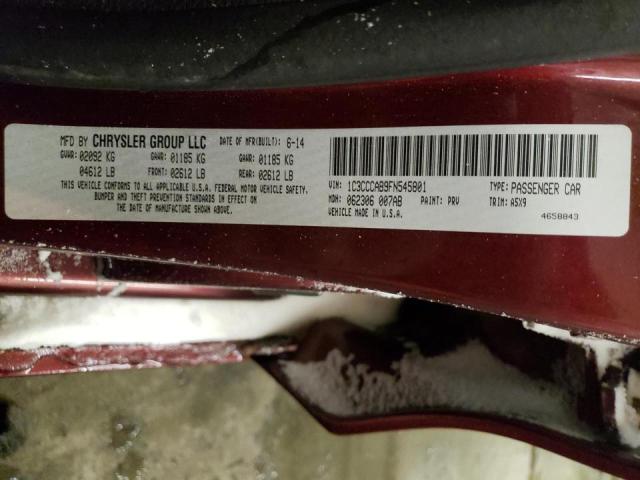 MFD BY CHRYSLER GROUP LLC DATE OF MFR(BUILT): 6-14
GVWR: 02092 KG GAWR: 01185 KG GAWR: 01185 KG
04612 LB FRONT: 02612 LB REAR: 02612 LB
THIS VEHICLE CONFORMS TO ALL APPLICABLE U.S.A. FEDERAL MOTOR VEHICLE SAFETY,
BUMPER AND THEFT PREVENTION STANDARDS IN EFFECT ON
THE DATE OF MANUFACTURE SHOWN ABOVE.
VIN: 1C3CCCAB9FN545801 TYPE: PASSENGER CAR
MDH: 062306 007AB PAINT: PRV TRIM: A5X9
MADE IN U.S.A. 4658843